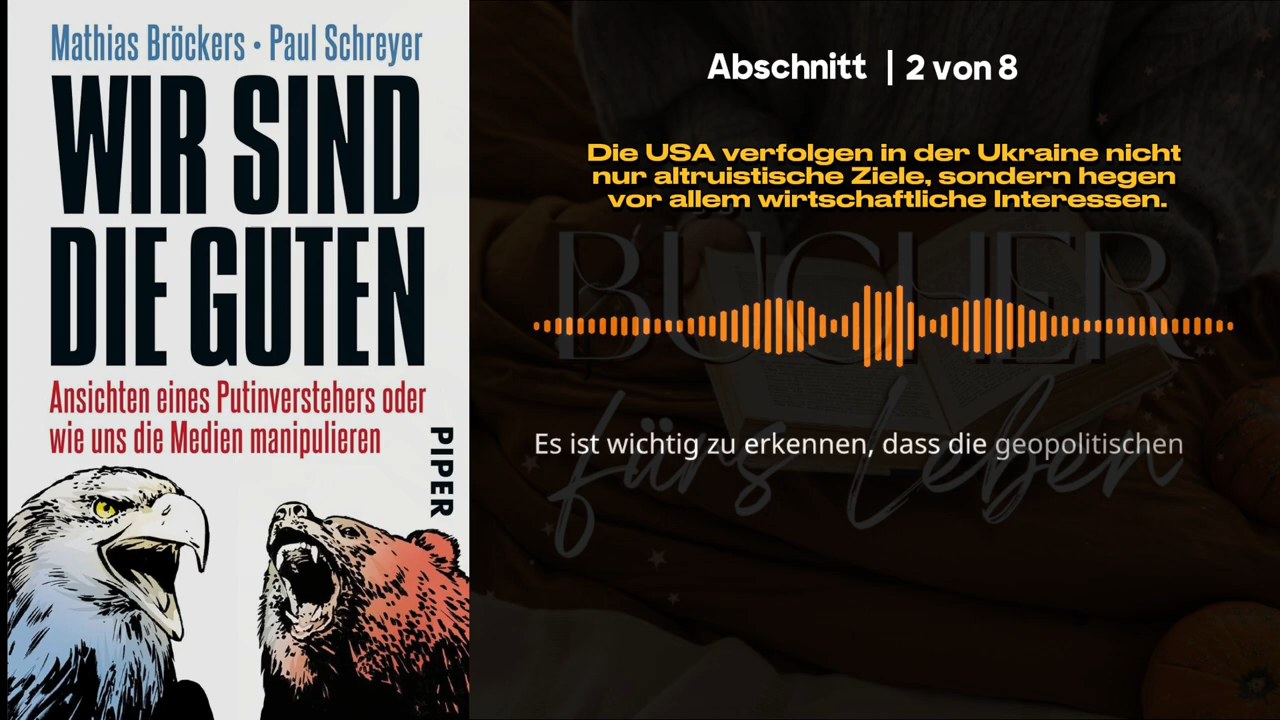 Mathias Bröckers • Paul Schreyer
WIR SIND
DIE GUTEN
Ansichten eines Putinverstehers oder
wie uns die Medien manipulieren
PIPER
Abschnitt | 2 von 8
Die USA verfolgen in der Ukraine nicht
nur altruistische Ziele, sondern hegen
vor allem wirtschaftliche Interessen.
BÜCHER
Es ist wichtig zu erkennen, dass die geopolitischen
fürs Leben